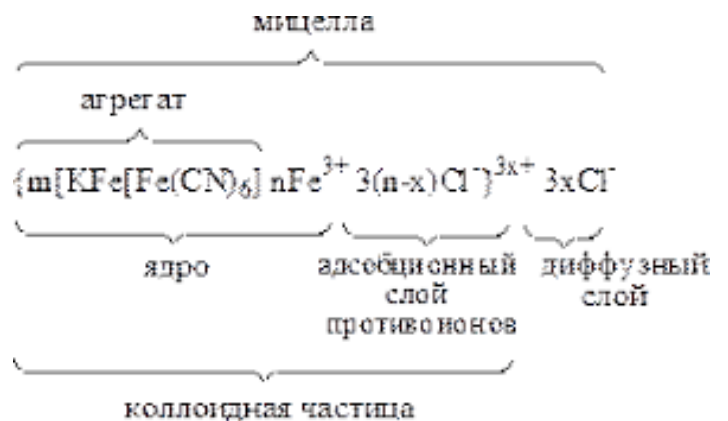 мицелла
агрегат
{m[KFe[Fe(CN)₆] nFe³⁺ 3(n-x)Cl⁻}³ˣ⁺ 3xCl⁻
ядро адсобционный диффузный
слой слой
противоионов
коллоидная частица